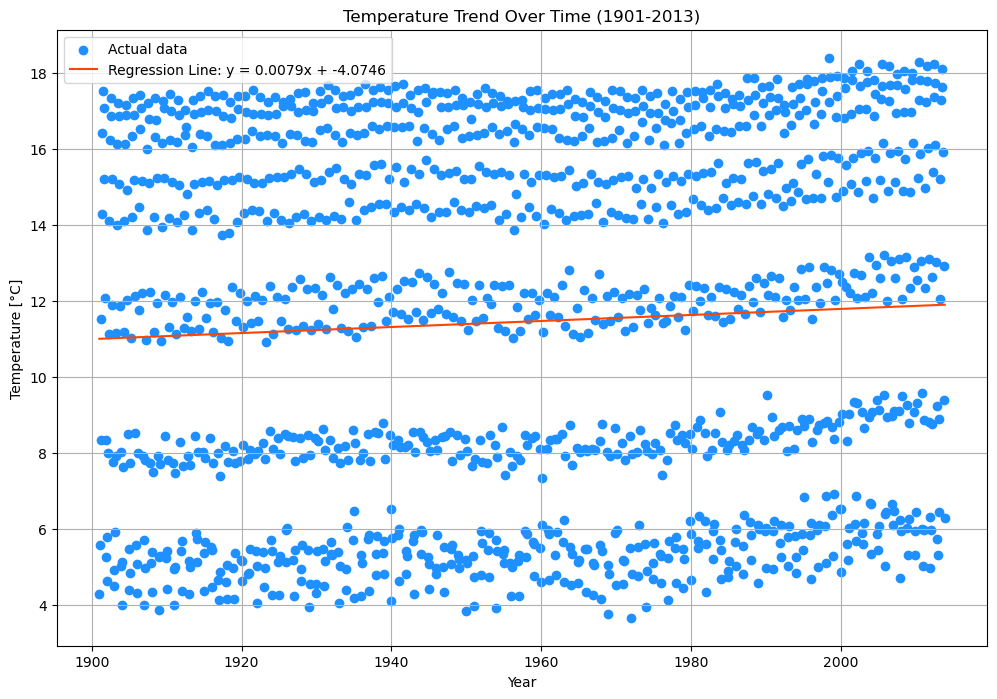 Temperature Trend Over Time (1901-2013)
Actual data
Regression Line: y = 0.0079x + -4.0746
18
16
14
12
10
8
6
4
Temperature [°C]
1900 1920 1940 1960 1980 2000
Year